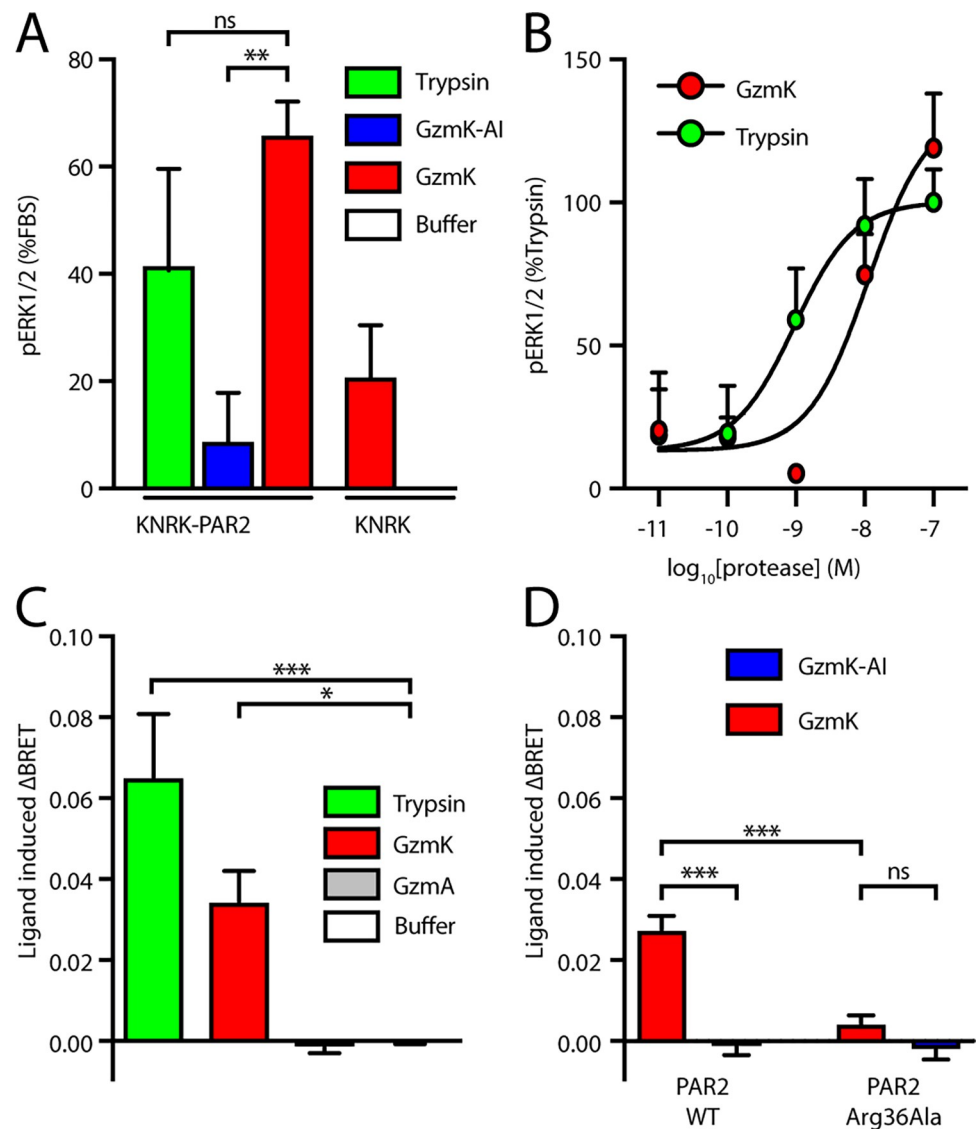 A
ns
**
80
60
40
20
0
pERK1/2 (%FBS)
Trypsin
GzmK-AI
GzmK
Buffer
KNRK-PAR2
KNRK
B
150
100
50
0
pERK1/2 (%Trypsin)
GzmK
Trypsin
-11
-10
-9
-8
-7
log10[protease] (M)
C
0.10
0.08
0.06
0.04
0.02
0.00
Ligand induced ΔBRET
***
*
Trypsin
GzmK
GzmA
Buffer
D
0.10
0.08
0.06
0.04
0.02
0.00
Ligand induced ΔBRET
GzmK-AI
GzmK
***
***
ns
PAR2
WT
PAR2
Arg36Ala